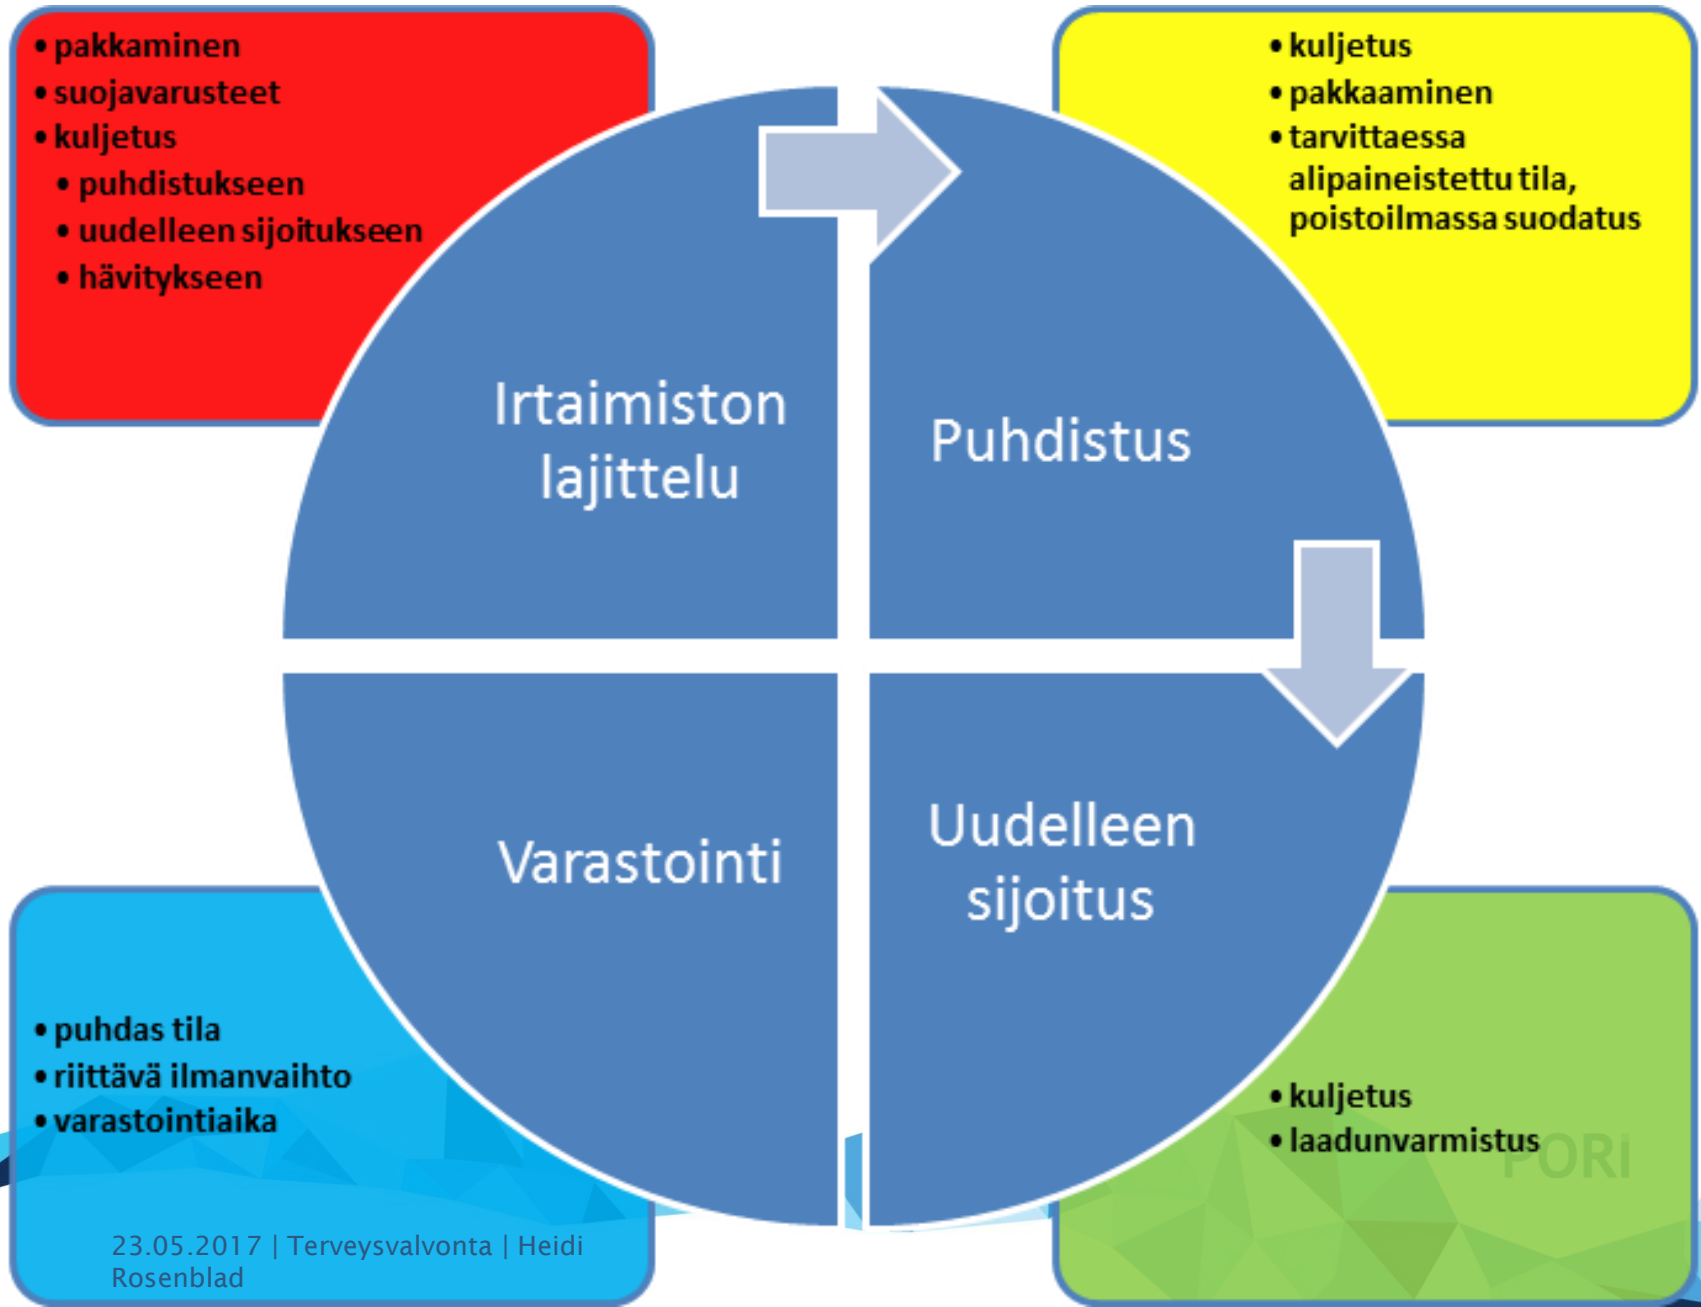 • pakkaminen
• suojavarusteet
• kuljetus
• puhdistukseen
• uudelleen sijoitukseen
• hävitykseen
• kuljetus
• pakkaaminen
• tarvittaessa
alipaineistettu tila,
poistoilmassa suodatus
Irtaimiston
lajittelu
Puhdistus
Varastointi
Uudelleen
sijoitus
• puhdas tila
• riittävä ilmanvaihto
• varastointiaika
• kuljetus
• laadunvarmistus
PORI
23.05.2017 | Terveysvalvonta | Heidi
Rosenblad